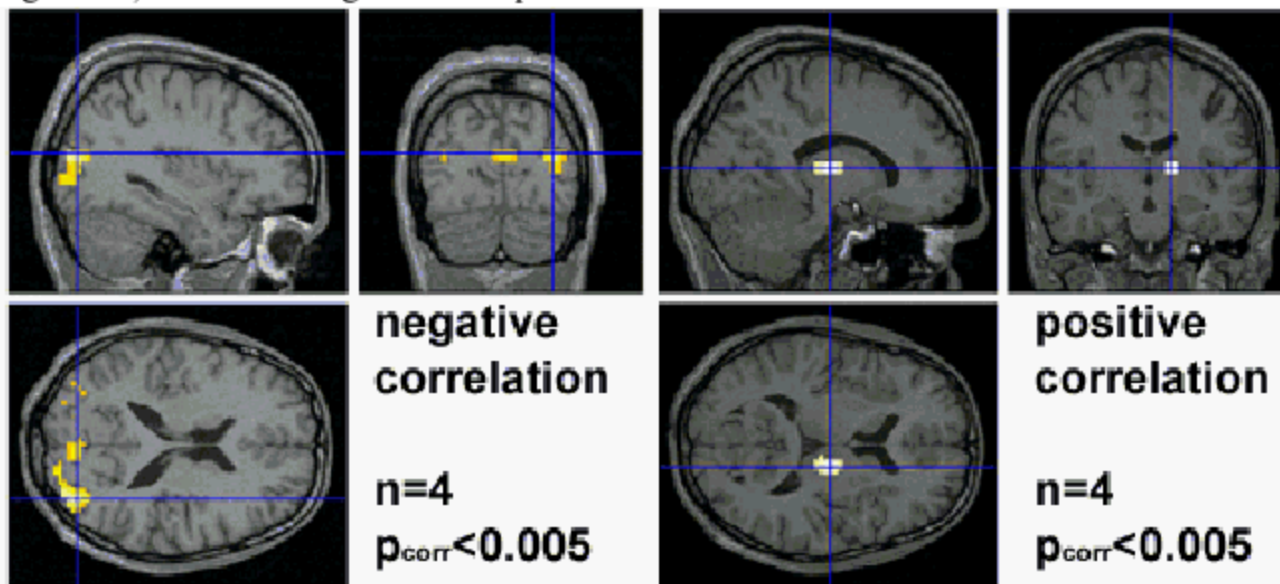 negative
correlation
n=4
pcorr<0.005
positive
correlation
n=4
pcorr<0.005